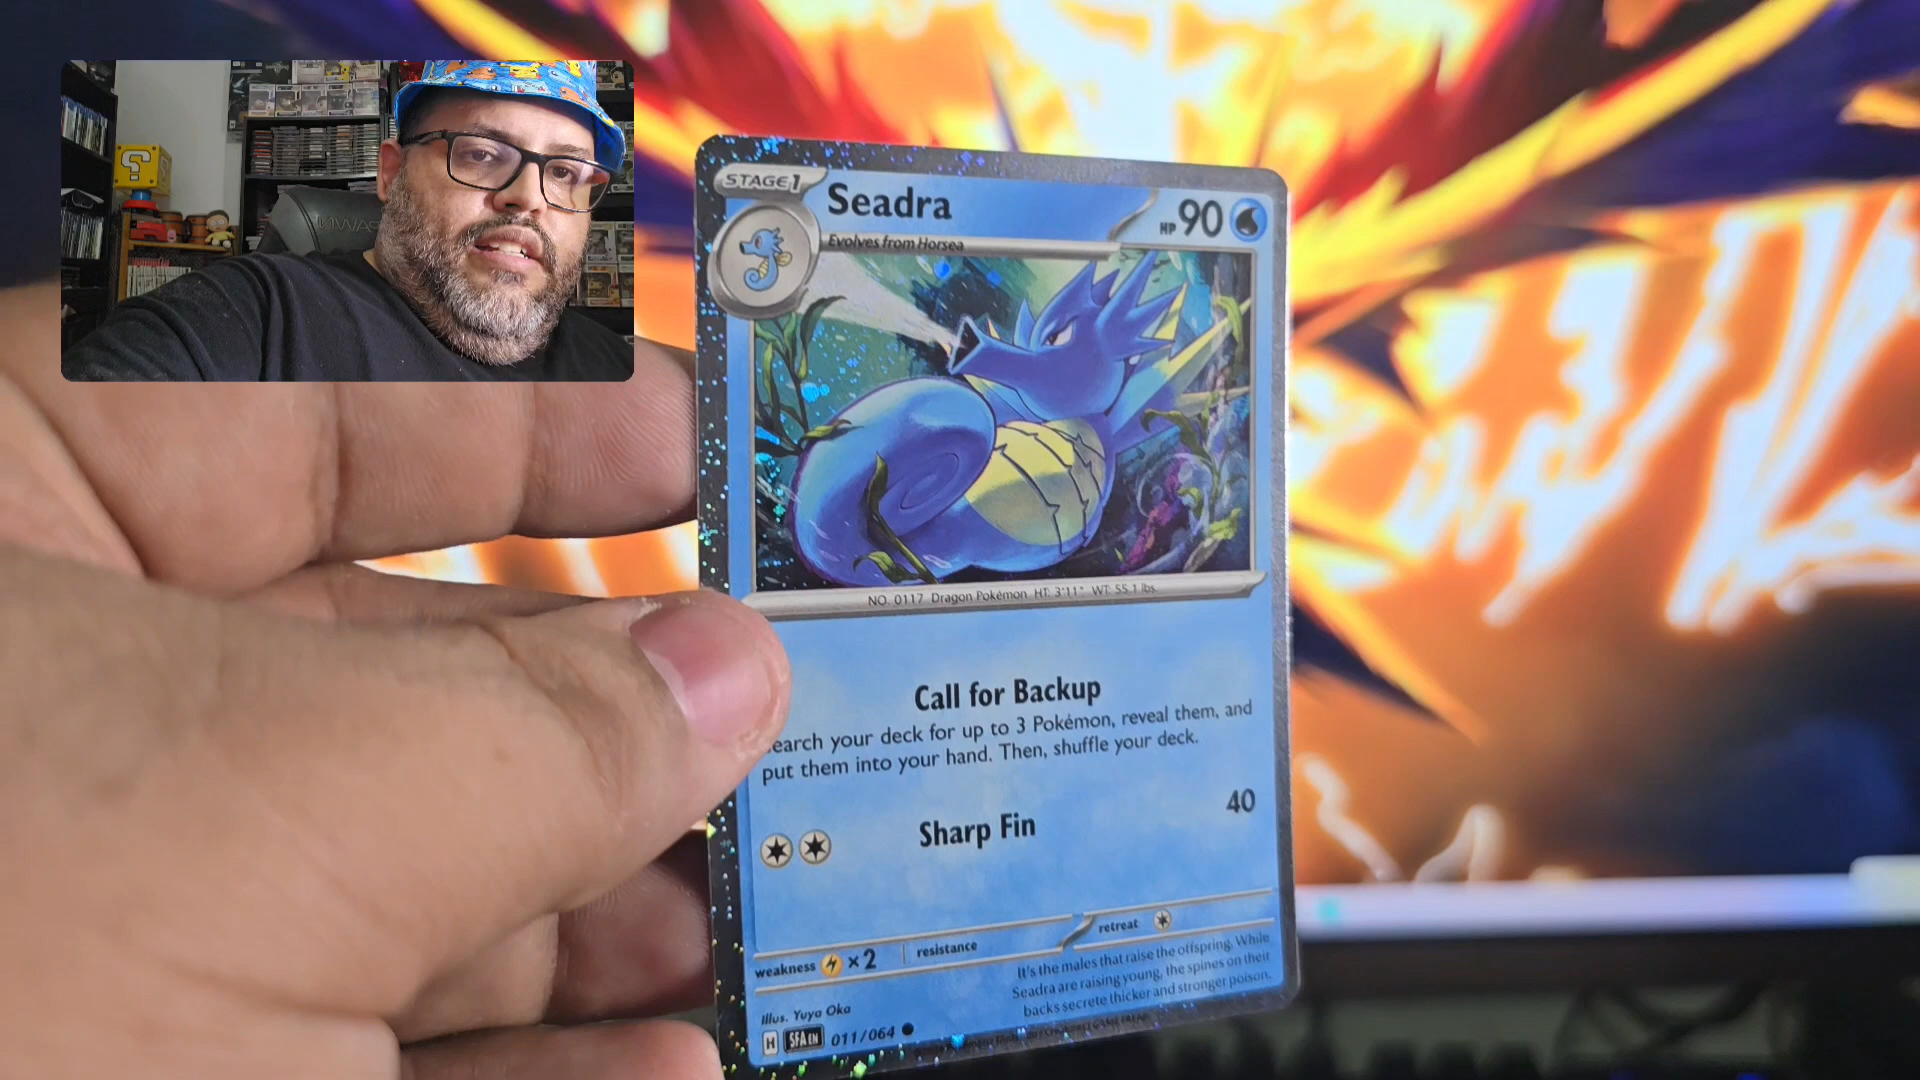 STAGE1
Seadra
HP 90
Evolves from Horsea
NO. 0117 Dragon Pokémon HT: 3'11" WT: 55.1 lbs.
Call for Backup
earch your deck for up to 3 Pokémon, reveal them, and
put them into your hand. Then, shuffle your deck.
Sharp Fin
40
weakness ×2 resistance retreat
It's the males that raise the offspring. While
Seadra are raising young, the spines on their
backs secrete thicker and stronger poison.
Illus. Yuya Oka
H SFA EN 011/064
?